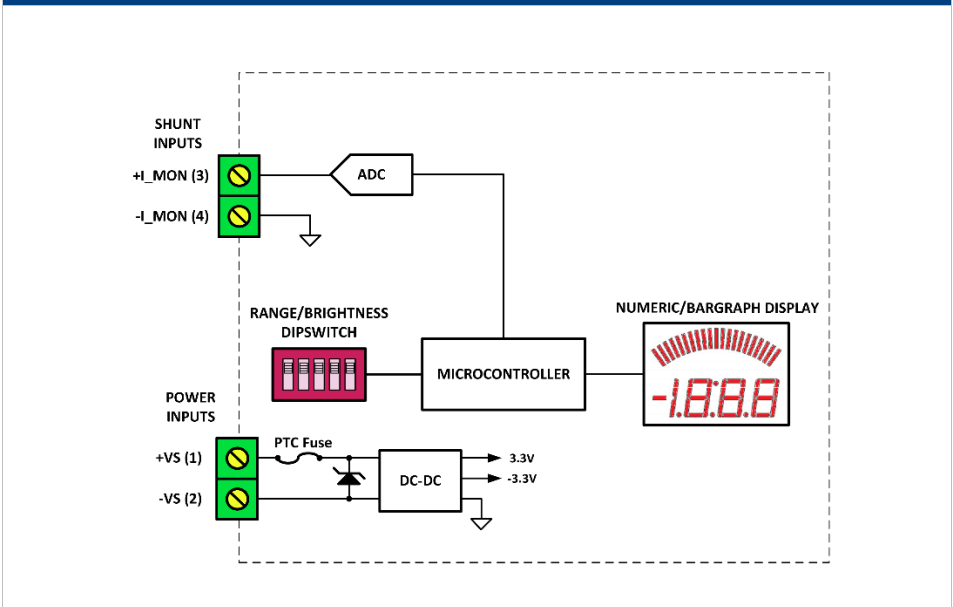 SHUNT
INPUTS
+I_MON (3)
ADC
-I_MON (4)
RANGE/BRIGHTNESS
DIPSWITCH
NUMERIC/BARGRAPH DISPLAY
MICROCONTROLLER
-1.8:8.8
POWER
INPUTS
PTC Fuse
+VS (1)
3.3V
DC-DC
-3.3V
-VS (2)